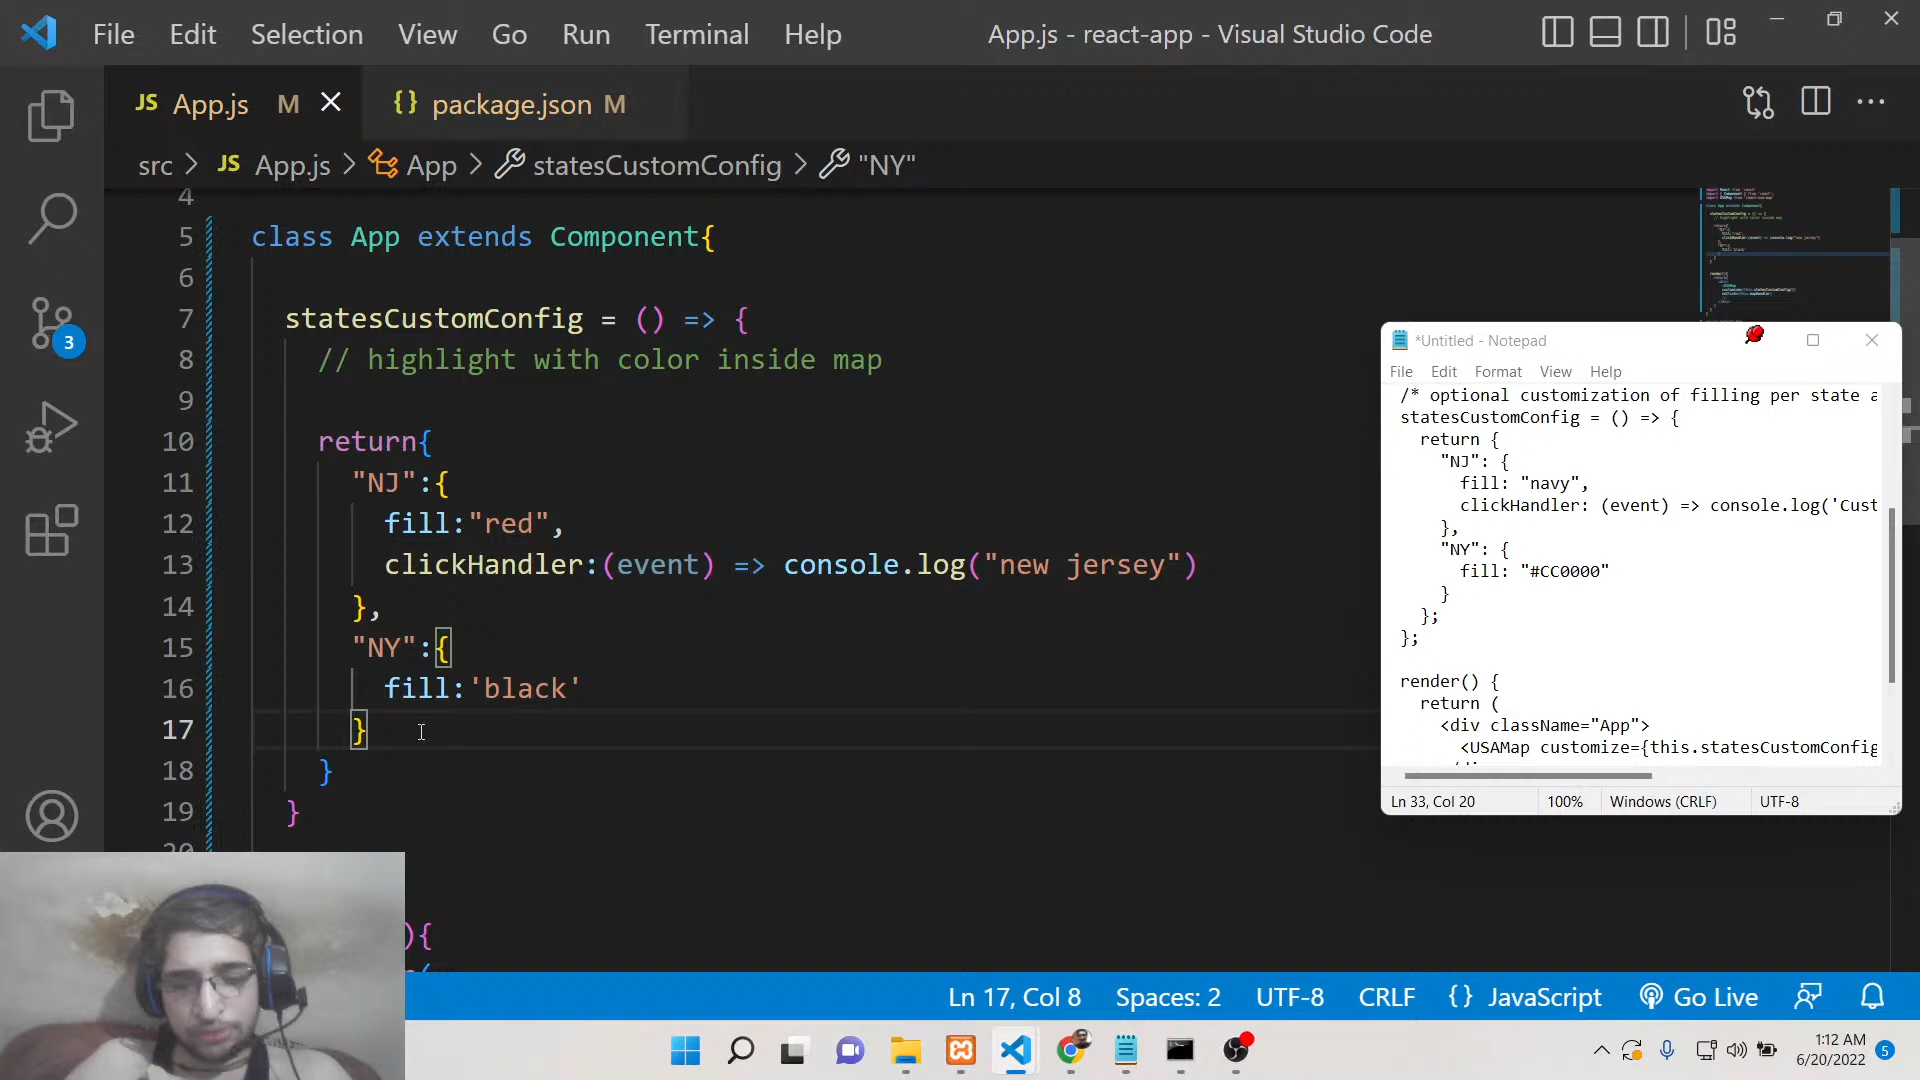 File Edit Selection View Go Run Terminal Help
App.js - react-app - Visual Studio Code
JS App.js M
{} package.json M
src > JS App.js > App > statesCustomConfig > "NY"
4
5 class App extends Component{
6
7 statesCustomConfig = () => {
8 // highlight with color inside map
9
10 return{
11 "NJ":{
12 fill:"red",
13 clickHandler:(event) => console.log("new jersey")
14 },
15 "NY":{
16 fill:'black'
17 }
18 }
19 }
20
){
(
3
*Untitled - Notepad
File Edit Format View Help
/* optional customization of filling per state a
statesCustomConfig = () => {
return {
"NJ": {
fill: "navy",
clickHandler: (event) => console.log('Cust
},
"NY": {
fill: "#CC0000"
}
};
};
render() {
return (
<div className="App">
<USAMap customize={this.statesCustomConfig
Ln 33, Col 20 100% Windows (CRLF) UTF-8
Ln 17, Col 8 Spaces: 2 UTF-8 CRLF {} JavaScript Go Live
1:12 AM
6/20/2022 5